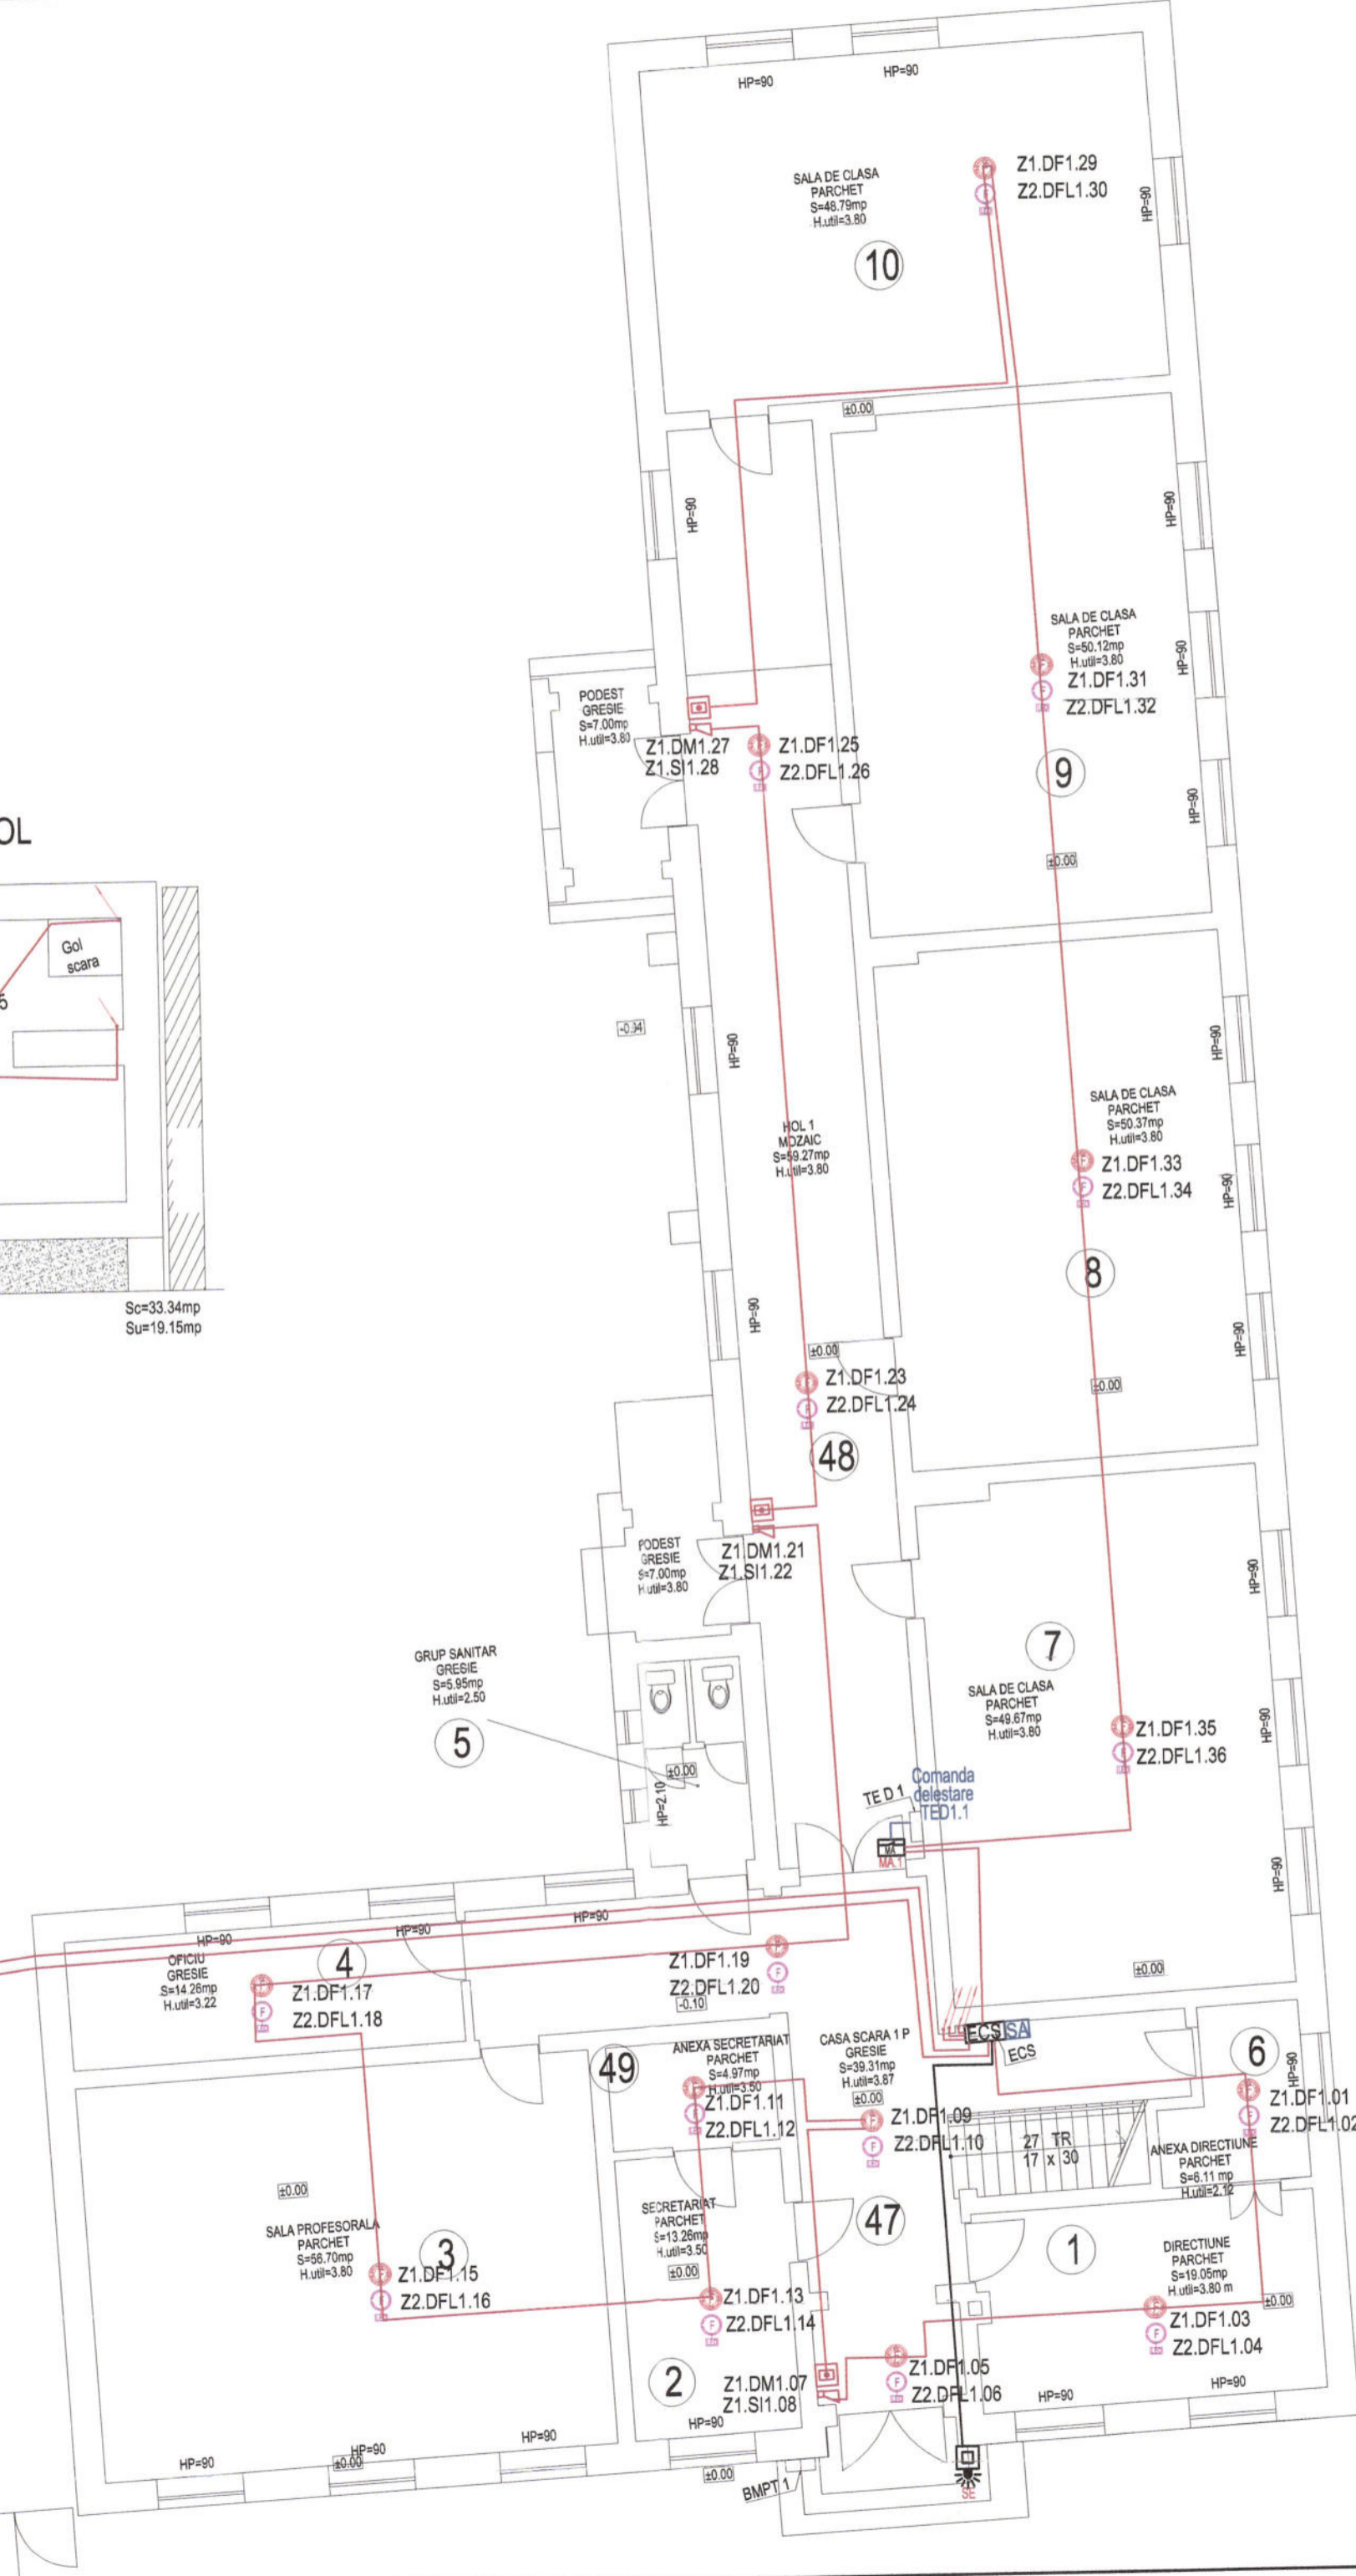 HP=90
HP=90
SALA DE CLASA
PARCHET
S=48.79mp
H.util=3.80
10
Z1.DF1.29
Z2.DFL1.30
HP=90
±0.00
HP=90
HP=90
SALA DE CLASA
PARCHET
S=50.12mp
H.util=3.80
Z1.DF1.31
Z2.DFL1.32
HP=90
PODEST
GRESIE
S=7.00mp
H.util=3.80
Z1.DM1.27
Z1.SI1.28
Z1.DF1.25
Z2.DFL1.26
9
HP=90
±0.00
OL
Gol
scara
5
Sc=33.34mp
Su=19.15mp
HP=90
HP=90
SALA DE CLASA
PARCHET
S=50.37mp
H.util=3.80
Z1.DF1.33
Z2.DFL1.34
HP=90
HOL 1
MOZAIC
S=59.27mp
H.util=3.80
8
HP=90
HP=90
±0.00
±0.00
Z1.DF1.23
Z2.DFL1.24
48
PODEST
GRESIE
S=7.00mp
H.util=3.80
Z1.DM1.21
Z1.SI1.22
HP=90
GRUP SANITAR
GRESIE
S=5.95mp
H.util=2.50
5
±0.00
HP=2.10
7
SALA DE CLASA
PARCHET
S=49.67mp
H.util=3.80
Z1.DF1.35
Z2.DFL1.36
HP=90
TE D 1
Comanda
delestare
TED1.1
MA
MA.1
HP=90
HP=90
HP=90
HP=90
OFICIU
GRESIE
S=14.26mp
H.util=3.22
4
Z1.DF1.17
Z2.DFL1.18
Z1.DF1.19
Z2.DFL1.20
-0.10
±0.00
ECS SA
ECS
49
ANEXA SECRETARIAT
PARCHET
S=4.97mp
H.util=3.50
Z1.DF1.11
Z2.DFL1.12
CASA SCARA 1 P
GRESIE
S=39.31mp
H.util=3.87
±0.00
Z1.DF1.09
Z2.DFL1.10
27 TR
17 x 30
6
HP=90
Z1.DF1.01
Z2.DFL1.02
ANEXA DIRECTIUNE
PARCHET
S=6.11 mp
H.util=2.12
±0.00
SALA PROFESORALA
PARCHET
S=56.70mp
H.util=3.80
3
Z1.DF1.15
Z2.DFL1.16
SECRETARIAT
PARCHET
S=13.26mp
H.util=3.50
±0.00
Z1.DF1.13
Z2.DFL1.14
47
1
DIRECTIUNE
PARCHET
S=19.05mp
H.util=3.80 m
±0.00
Z1.DF1.03
Z2.DFL1.04
2
Z1.DM1.07
Z1.SI1.08
Z1.DF1.05
Z2.DFL1.06
HP=90
HP=90
HP=90
HP=90
HP=90
HP=90
±0.00
±0.00
BMPT 1
SE